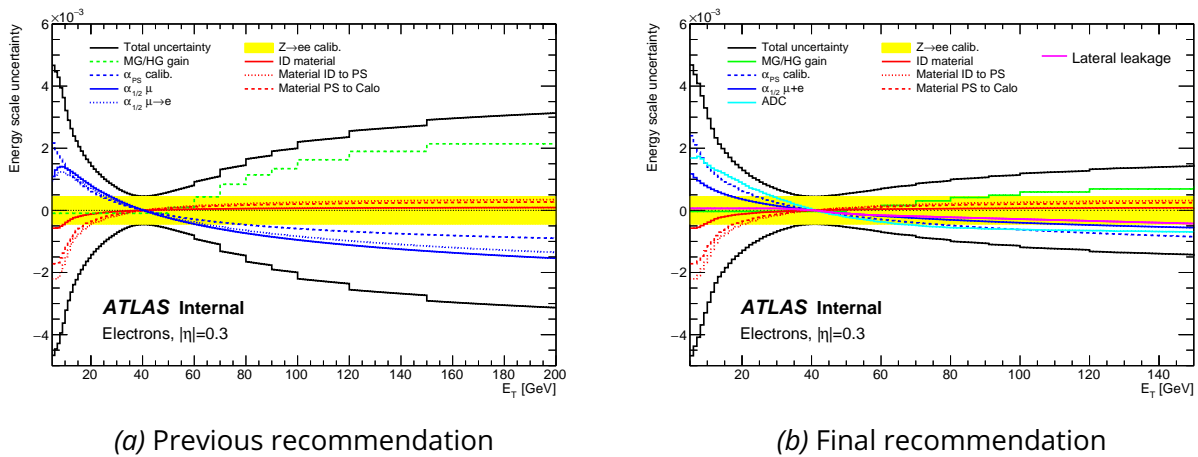 ×10⁻³
6
4
2
0
−2
−4
Energy scale uncertainty
Total uncertainty
MG/HG gain
α_PS calib.
α_1/2 μ
α_1/2 μ→e
Z→ee calib.
ID material
Material ID to PS
Material PS to Calo
ATLAS Internal
Electrons, |η|=0.3
20 40 60 80 100 120 140 160 180 200
E_T [GeV]
(a) Previous recommendation
×10⁻³
6
4
2
0
−2
−4
Energy scale uncertainty
Total uncertainty
MG/HG gain
α_PS calib.
α_1/2 μ+e
ADC
Z→ee calib.
ID material
Material ID to PS
Material PS to Calo
Lateral leakage
ATLAS Internal
Electrons, |η|=0.3
20 40 60 80 100 120 140
E_T [GeV]
(b) Final recommendation